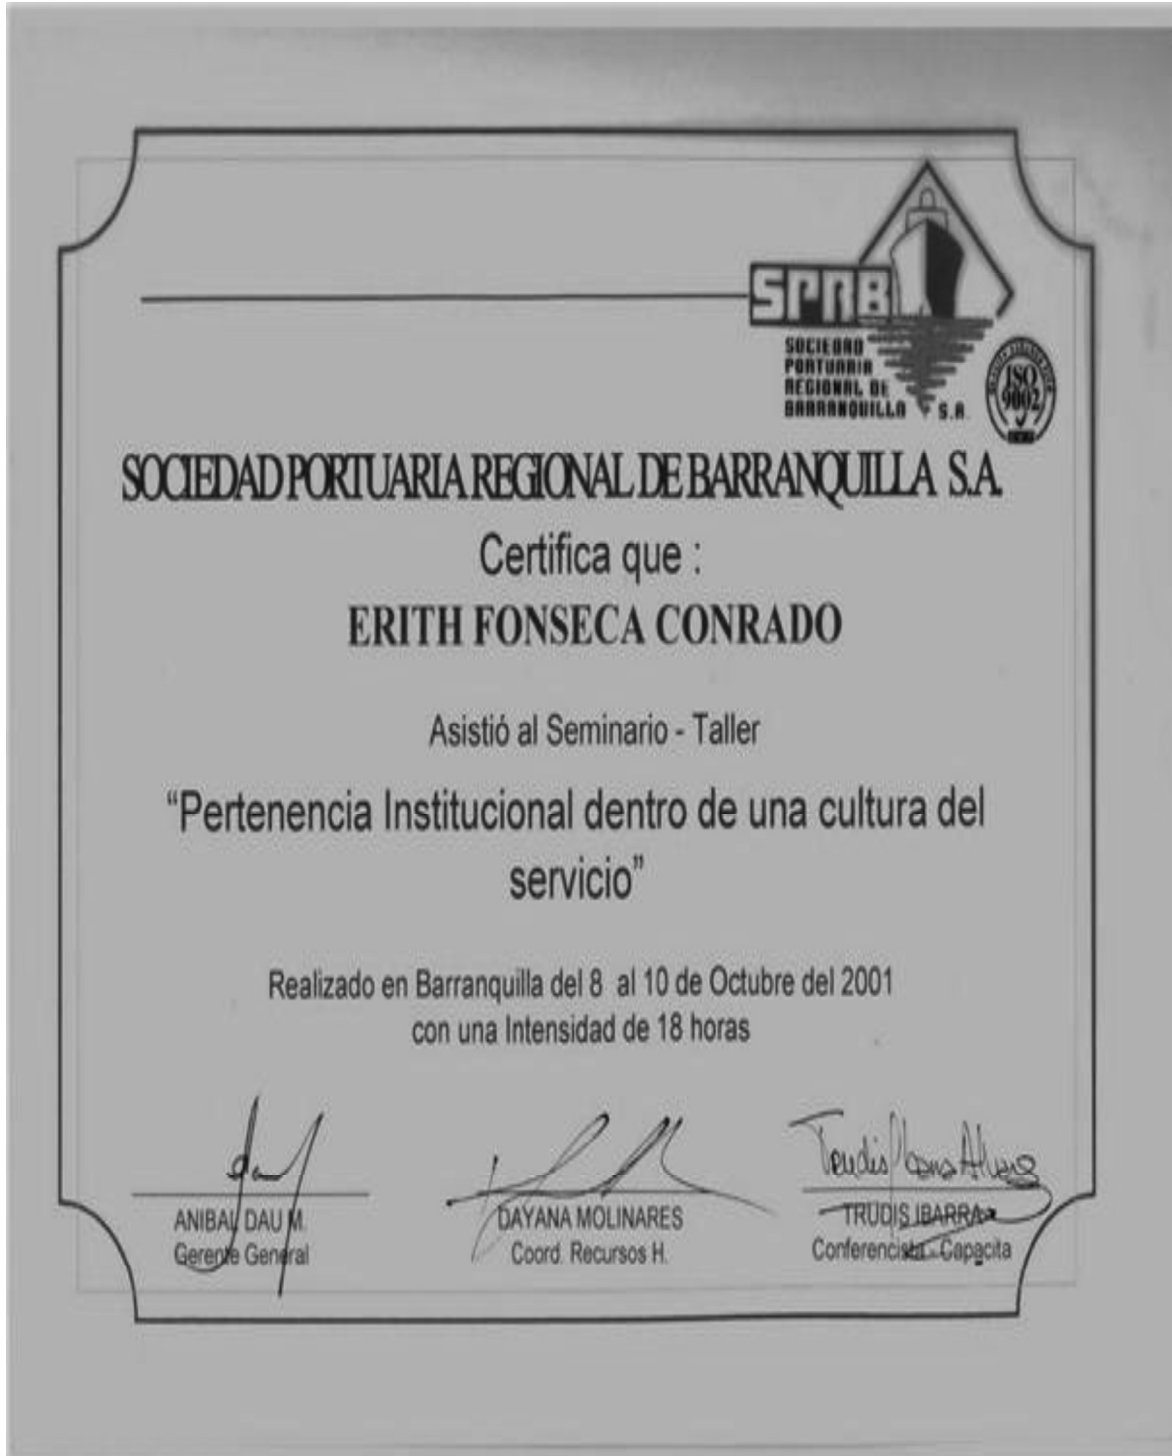 SPRB
SOCIEDAD
PORTUARIA
REGIONAL DE
BARRANQUILLA S.A.
ISO
9002
SOCIEDAD PORTUARIA REGIONAL DE BARRANQUILLA S.A.
Certifica que :
ERITH FONSECA CONRADO
Asistió al Seminario - Taller
“Pertenencia Institucional dentro de una cultura del
servicio”
Realizado en Barranquilla del 8 al 10 de Octubre del 2001
con una Intensidad de 18 horas
Trudis Ibarra
ANIBAL DAU M.
Gerente General
DAYANA MOLINARES
Coord. Recursos H.
TRUDIS IBARRA
Conferencista - Capacita